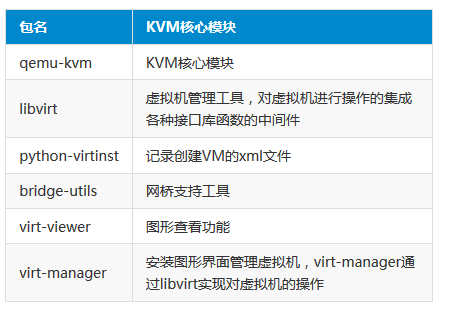 包名 KVM核心模块
qemu-kvm KVM核心模块
libvirt 虚拟机管理工具，对虚拟机进行操作的集成
各种接口库函数的中间件
python-virtinst 记录创建VM的xml文件
bridge-utils 网桥支持工具
virt-viewer 图形查看功能
virt-manager 安装图形界面管理虚拟机，virt-manager通
过libvirt实现对虚拟机的操作